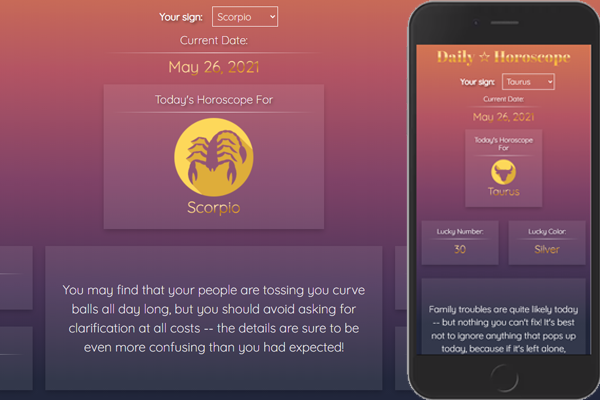 Your sign: Scorpio
Current Date:
May 26, 2021
Today's Horoscope For
Scorpio
You may find that your people are tossing you curve
balls all day long, but you should avoid asking for
clarification at all costs -- the details are sure to be
even more confusing than you had expected!
Daily ☆ Horoscope
Your sign: Taurus
Current Date:
May 26, 2021
Today's Horoscope
For
Taurus
Lucky Number:
30
Lucky Color:
Silver
Family troubles are quite likely today
-- but nothing you can't fix! It's best
not to ignore anything that pops up
today, because if it's left alone,